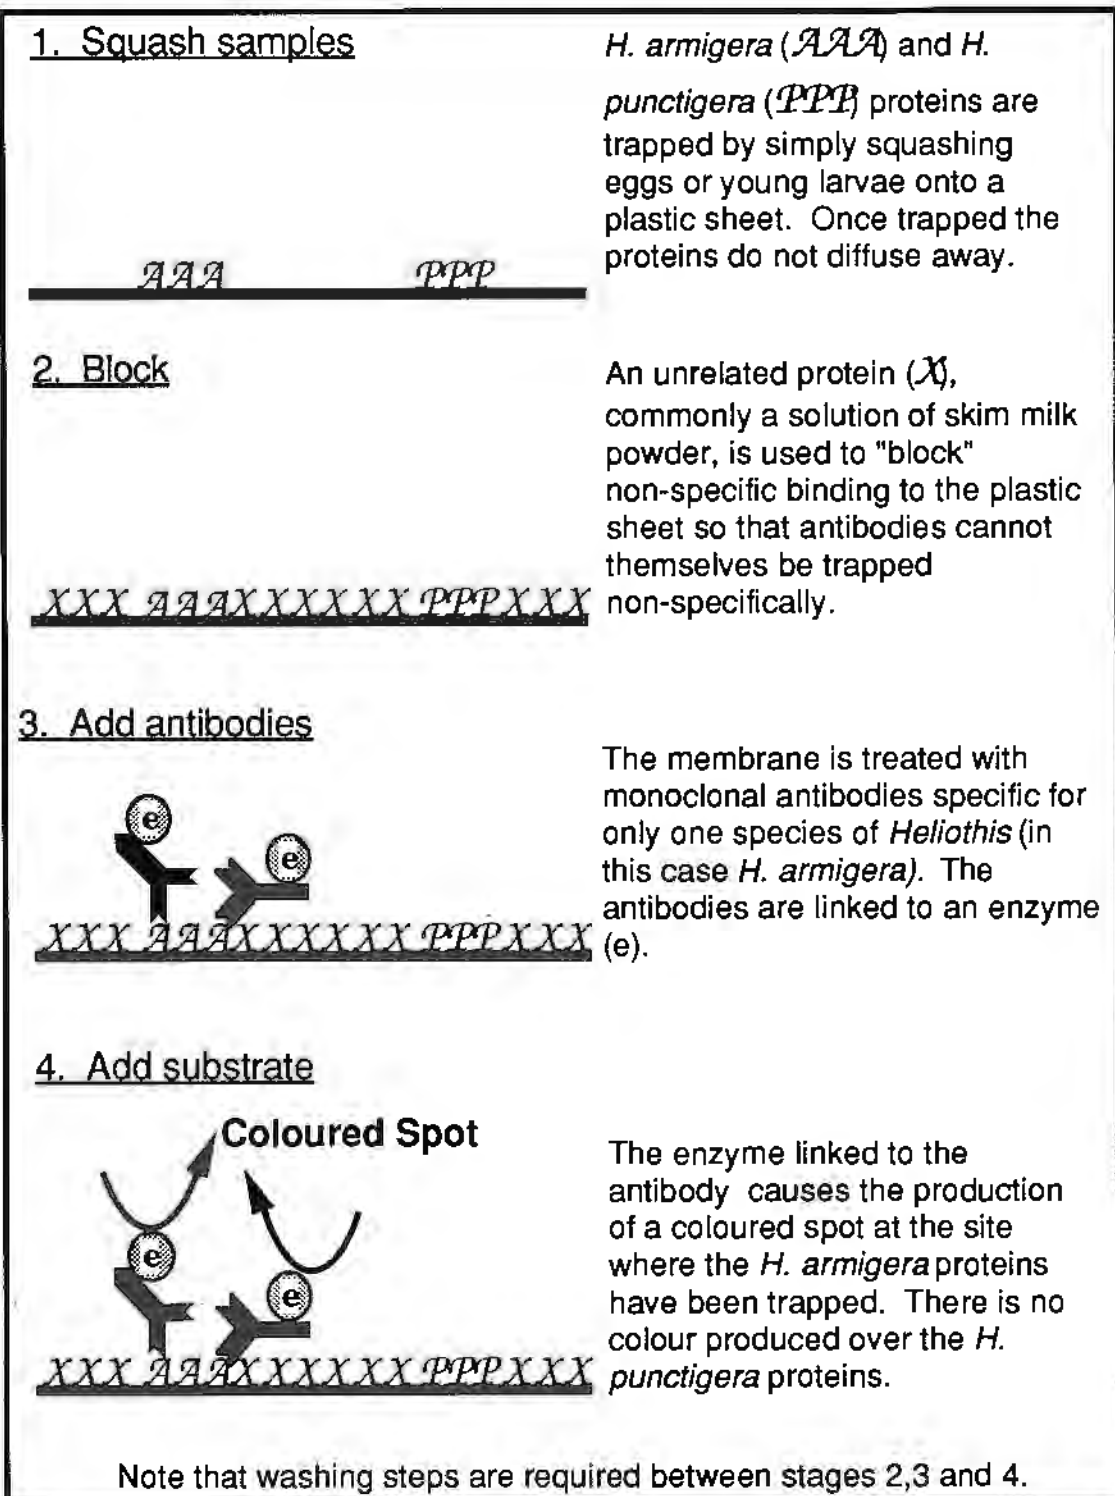 1. Squash samples
H. armigera (AAA) and H.
punctigera (PPP) proteins are
trapped by simply squashing
eggs or young larvae onto a
plastic sheet. Once trapped the
proteins do not diffuse away.
AAA PPP
2. Block
An unrelated protein (X),
commonly a solution of skim milk
powder, is used to "block"
non-specific binding to the plastic
sheet so that antibodies cannot
themselves be trapped
non-specifically.
XXX AAAXXXXXX PPPXXX
3. Add antibodies
The membrane is treated with
monoclonal antibodies specific for
only one species of Heliothis (in
this case H. armigera). The
antibodies are linked to an enzyme
(e).
e
e
XXX AAAXXXXXX PPPXXX
4. Add substrate
Coloured Spot
The enzyme linked to the
antibody causes the production
of a coloured spot at the site
where the H. armigera proteins
have been trapped. There is no
colour produced over the H.
punctigera proteins.
e
e
XXX AAAXXXXXX PPPXXX
Note that washing steps are required between stages 2,3 and 4.